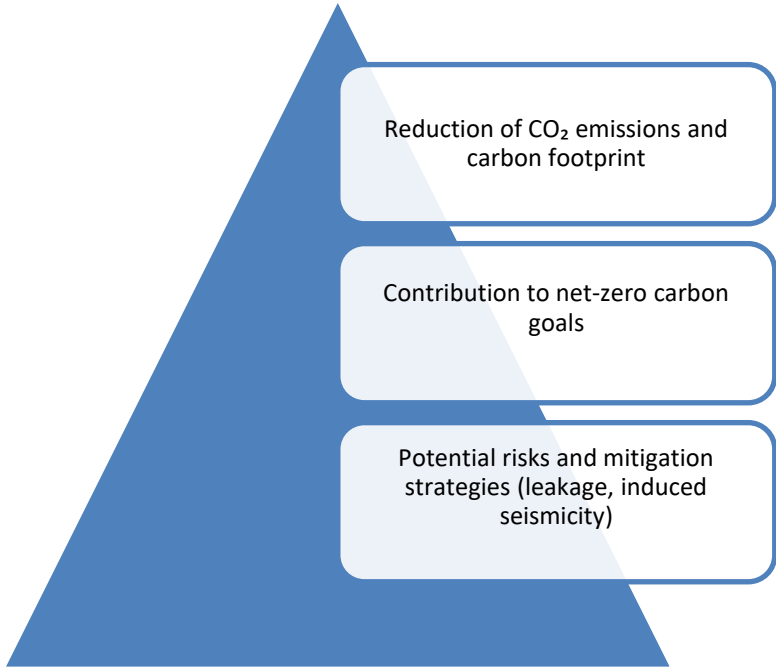 Reduction of CO₂ emissions and
carbon footprint
Contribution to net-zero carbon
goals
Potential risks and mitigation
strategies (leakage, induced
seismicity)